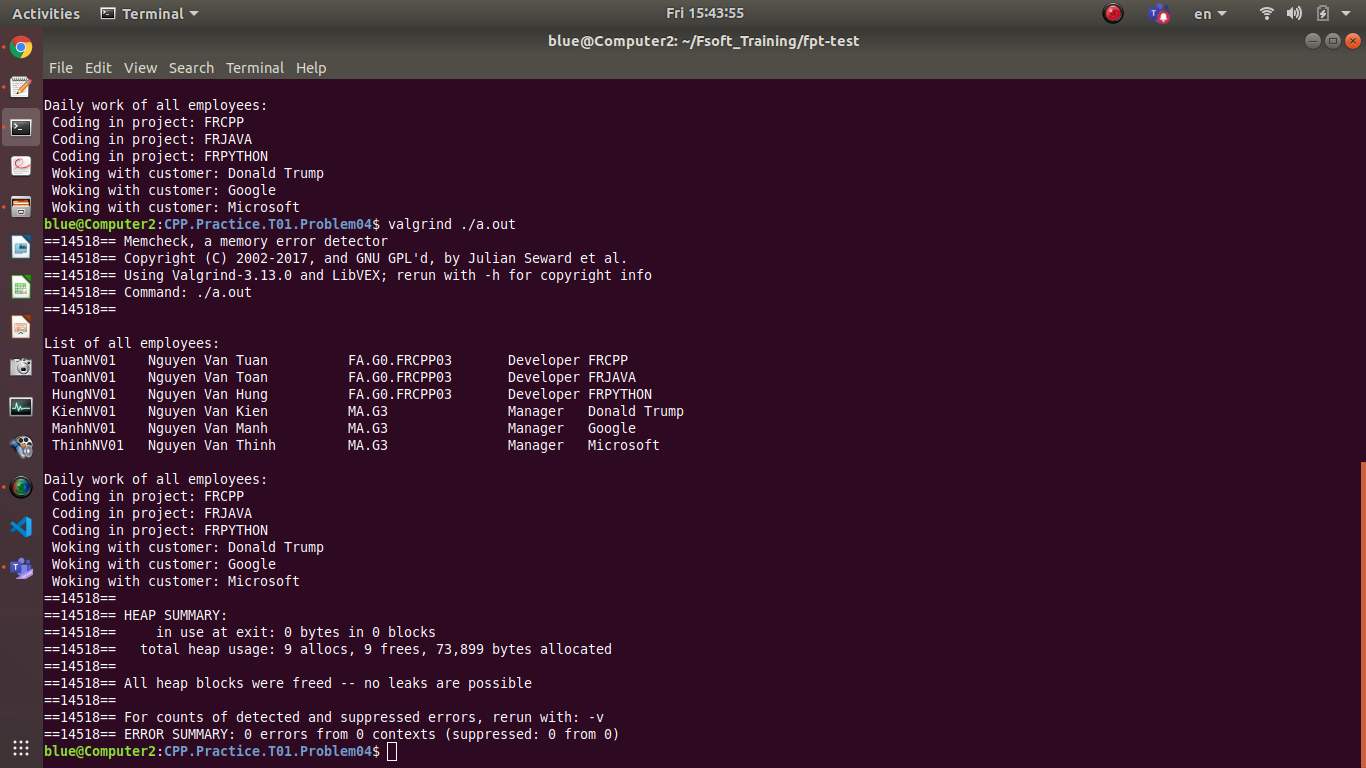 Activities Terminal Fri 15:43:55 en
blue@Computer2: ~/Fsoft_Training/fpt-test
File Edit View Search Terminal Help
Daily work of all employees:
Coding in project: FRCPP
Coding in project: FRJAVA
Coding in project: FRPYTHON
Woking with customer: Donald Trump
Woking with customer: Google
Woking with customer: Microsoft
blue@Computer2:CPP.Practice.T01.Problem04$ valgrind ./a.out
==14518== Memcheck, a memory error detector
==14518== Copyright (C) 2002-2017, and GNU GPL'd, by Julian Seward et al.
==14518== Using Valgrind-3.13.0 and LibVEX; rerun with -h for copyright info
==14518== Command: ./a.out
==14518==
List of all employees:
TuanNV01 Nguyen Van Tuan FA.G0.FRCPP03 Developer FRCPP
ToanNV01 Nguyen Van Toan FA.G0.FRCPP03 Developer FRJAVA
HungNV01 Nguyen Van Hung FA.G0.FRCPP03 Developer FRPYTHON
KienNV01 Nguyen Van Kien MA.G3 Manager Donald Trump
ManhNV01 Nguyen Van Manh MA.G3 Manager Google
ThinhNV01 Nguyen Van Thinh MA.G3 Manager Microsoft
Daily work of all employees:
Coding in project: FRCPP
Coding in project: FRJAVA
Coding in project: FRPYTHON
Woking with customer: Donald Trump
Woking with customer: Google
Woking with customer: Microsoft
==14518==
==14518== HEAP SUMMARY:
==14518== in use at exit: 0 bytes in 0 blocks
==14518== total heap usage: 9 allocs, 9 frees, 73,899 bytes allocated
==14518==
==14518== All heap blocks were freed -- no leaks are possible
==14518==
==14518== For counts of detected and suppressed errors, rerun with: -v
==14518== ERROR SUMMARY: 0 errors from 0 contexts (suppressed: 0 from 0)
blue@Computer2:CPP.Practice.T01.Problem04$